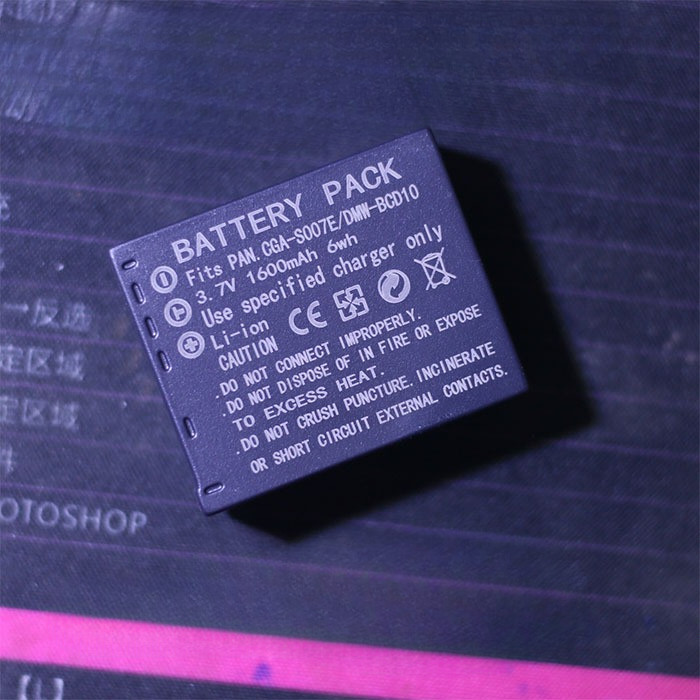 BATTERY PACK
Fits PAN.CGA-S007E/DMW-BCD10
3.7V 1600mAh 6wh
Use specified charger only
Li-ion
CE
CAUTION
.DO NOT CONNECT IMPROPERLY.
.DO NOT DISPOSE OF IN FIRE OR EXPOSE
TO EXCESS HEAT.
.DO NOT CRUSH PUNCTURE. INCINERATE
OR SHORT CIRCUIT EXTERNAL CONTACTS.
一反选
定区域
定区域
件
OTOSHOP